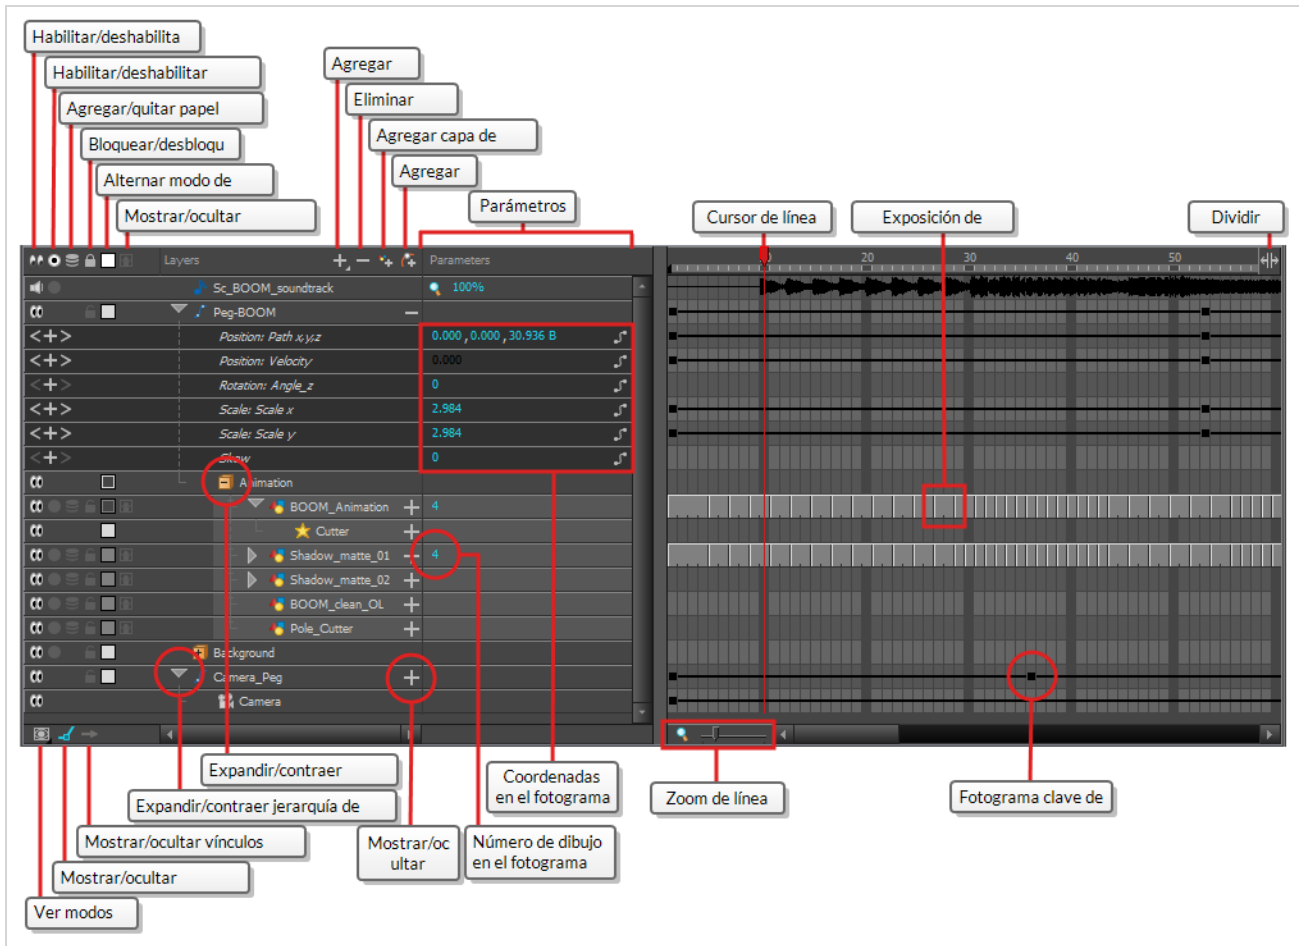 Habilitar/deshabilita
Habilitar/deshabilitar
Agregar/quitar papel
Bloquear/desbloqu
Alternar modo de
Mostrar/ocultar
Agregar
Eliminar
Agregar capa de
Agregar
Parámetros
Cursor de línea
Exposición de
Dividir
Layers
Parameters
10 20 30 40 50
Sc_BOOM_soundtrack 100%
Peg-BOOM
Position: Path x,y,z 0.000 , 0.000 , 30.936 B
Position: Velocity 0.000
Rotation: Angle_z 0
Scale: Scale x 2.984
Scale: Scale y 2.984
Skew 0
Animation
BOOM_Animation 4
Cutter
Shadow_matte_01 4
Shadow_matte_02
BOOM_clean_OL
Pole_Cutter
Background
Camera_Peg
Camera
Expandir/contraer
Expandir/contraer jerarquía de
Mostrar/ocultar vínculos
Mostrar/ocultar
Ver modos
Mostrar/oc
ultar
Número de dibujo
en el fotograma
Coordenadas
en el fotograma
Zoom de línea
Fotograma clave de